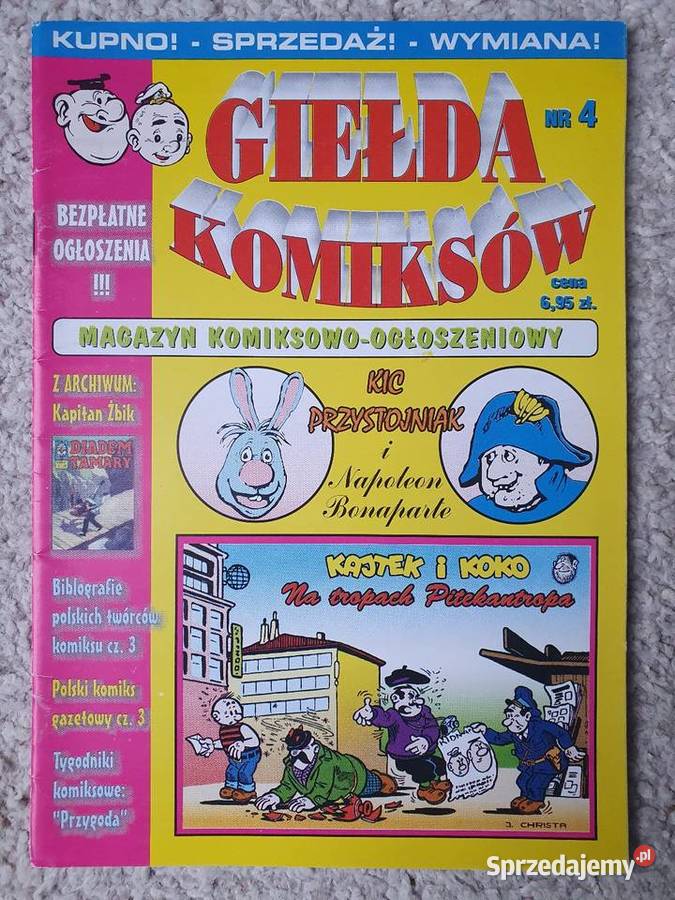 KUPNO! - SPRZEDAŻ! - WYMIANA!
GIEŁDA
NR 4
KOMIKSÓW
cena
6,95 zł.
BEZPŁATNE
OGŁOSZENIA
!!!
MAGAZYN KOMIKSOWO-OGŁOSZENIOWY
Z ARCHIWUM:
Kapitan Żbik
DIADEM
TAMARY
KIC
PRZYSTOJNIAK
i
Napoleon
Bonaparte
Biblografie
polskich twórców
komiksu cz. 3
Polski komiks
gazetowy cz. 3
Tygodniki
komiksowe:
"Przygoda"
KAJTEK i KOKO
Na tropach Pitekantropa
J. CHRISTA
Sprzedajemy.pl